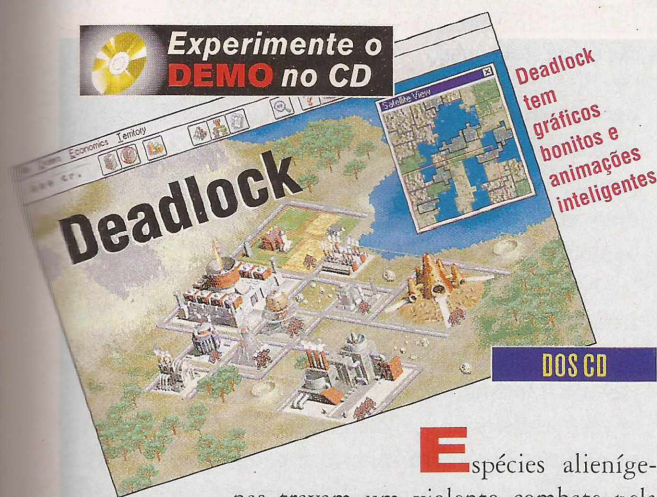 Experimente o
DEMO no CD
Deadlock
tem
gráficos
bonitos e
animações
inteligentes
Economics Territory
Satellite View
Deadlock
DOS CD
Espécies alieníge-
nas travam um violento combate pela